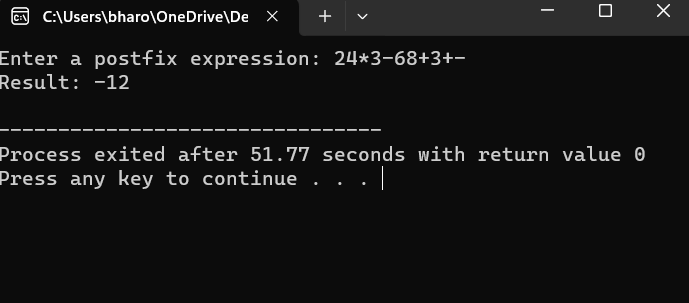 C:\Users\bharo\OneDrive\De
Enter a postfix expression: 24*3-68+3+-
Result: -12
--------------------------------
Process exited after 51.77 seconds with return value 0
Press any key to continue . . .